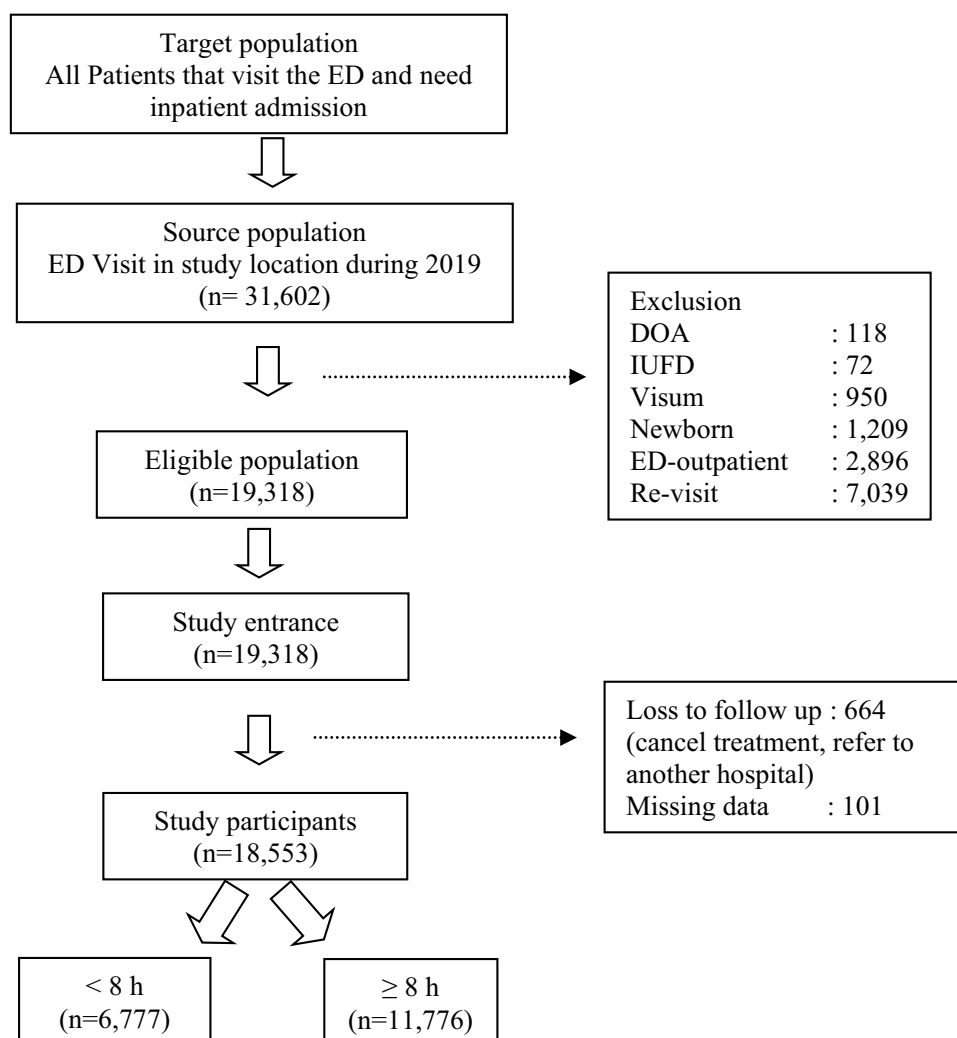 Target population
All Patients that visit the ED and need
inpatient admission
Source population
ED Visit in study location during 2019
(n= 31,602)
Exclusion
DOA : 118
IUFD : 72
Visum : 950
Newborn : 1,209
ED-outpatient : 2,896
Re-visit : 7,039
Eligible population
(n=19,318)
Study entrance
(n=19,318)
Loss to follow up : 664
(cancel treatment, refer to
another hospital)
Missing data : 101
Study participants
(n=18,553)
< 8 h
(n=6,777)
≥ 8 h
(n=11,776)